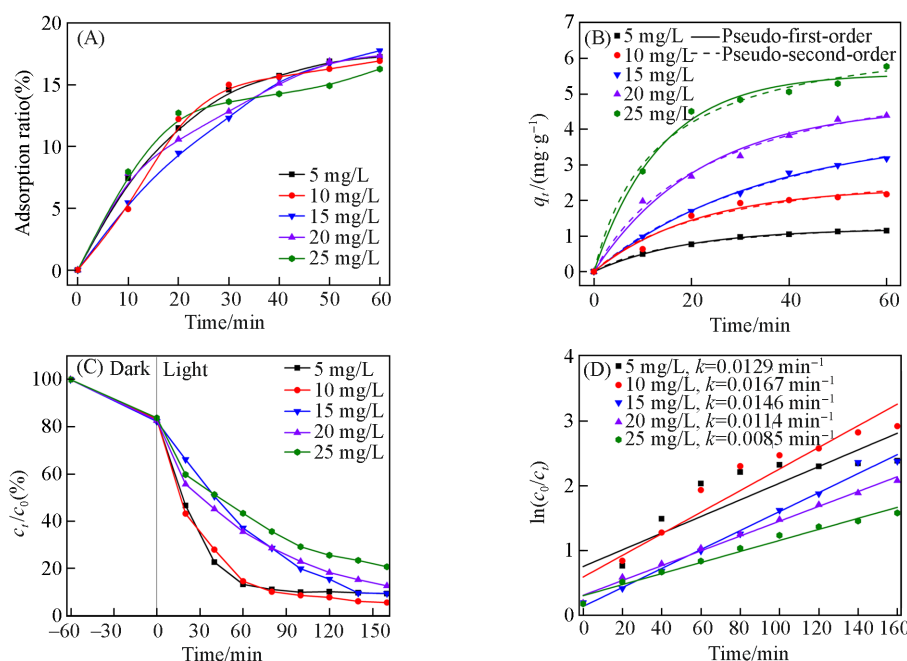 (A)
Adsorption ratio(%)
20
15
10
5
0
5 mg/L
10 mg/L
15 mg/L
20 mg/L
25 mg/L
0 10 20 30 40 50 60
Time/min
(B)
qt/(mg·g⁻¹)
7
6
5
4
3
2
1
0
5 mg/L Pseudo-first-order
10 mg/L Pseudo-second-order
15 mg/L
20 mg/L
25 mg/L
0 20 40 60
Time/min
(C) Dark Light
ct/c0(%)
100
80
60
40
20
0
5 mg/L
10 mg/L
15 mg/L
20 mg/L
25 mg/L
−60 −30 0 40 80 120 160
Time/min
(D)
ln(c0/ct)
4
3
2
1
0
5 mg/L, k=0.0129 min⁻¹
10 mg/L, k=0.0167 min⁻¹
15 mg/L, k=0.0146 min⁻¹
20 mg/L, k=0.0114 min⁻¹
25 mg/L, k=0.0085 min⁻¹
0 20 40 60 80 100 120 140 160
Time/min